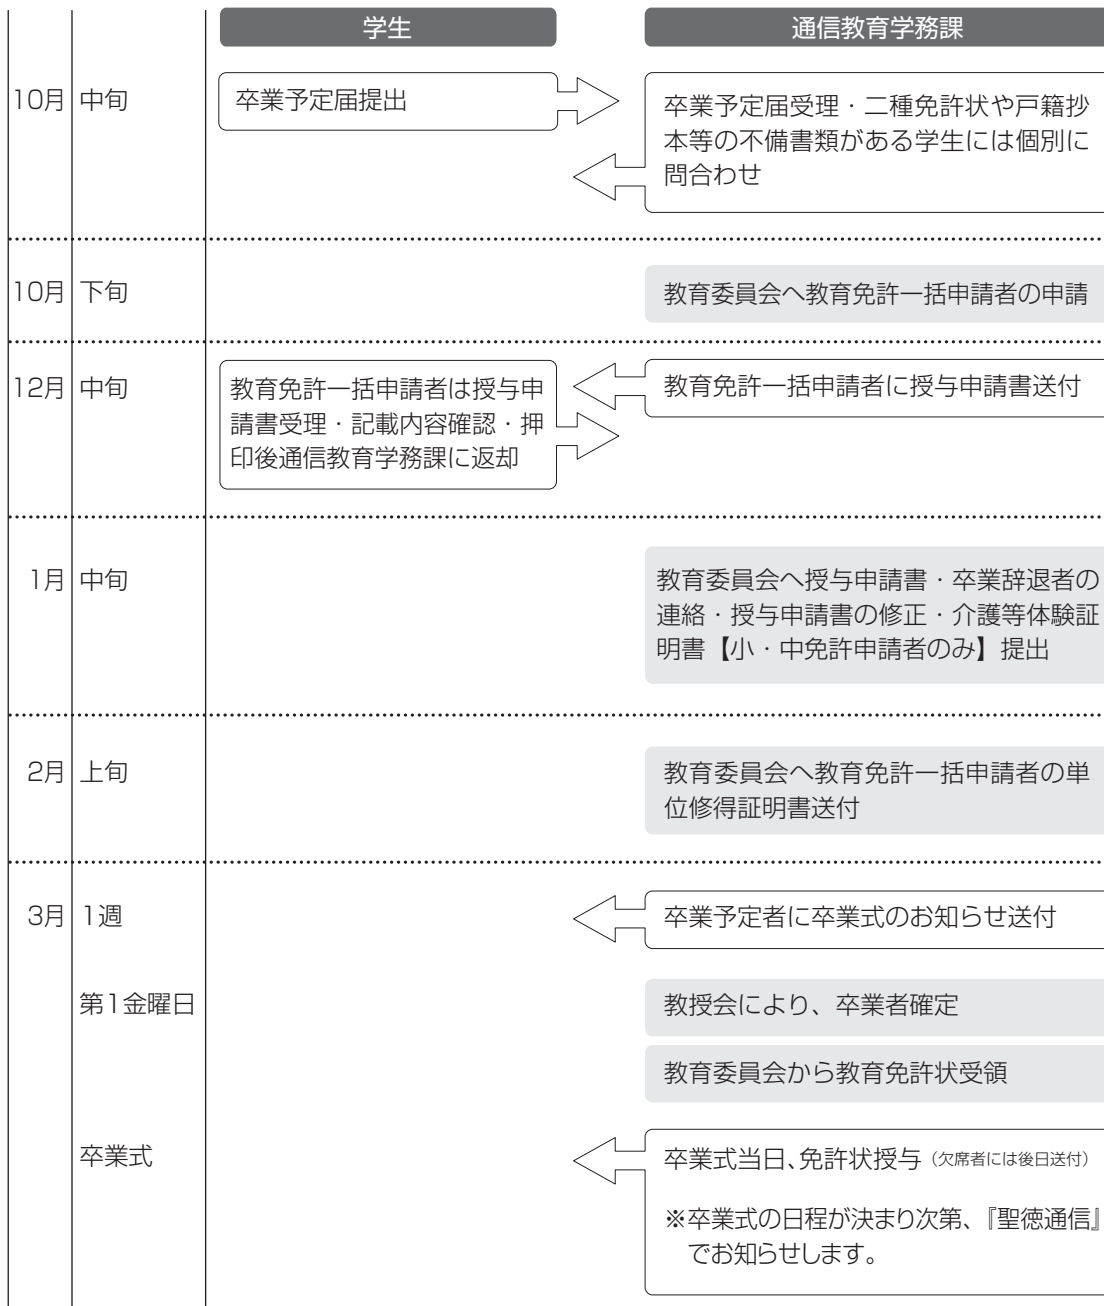 学生
通信教育学務課
10月 中旬
卒業予定届提出
卒業予定届受理・二種免許状や戸籍抄
本等の不備書類がある学生には個別に
問合わせ
10月 下旬
教育委員会へ教育免許一括申請者の申請
12月 中旬
教育免許一括申請者は授与申
請書受理・記載内容確認・押
印後通信教育学務課に返却
教育免許一括申請者に授与申請書送付
1月 中旬
教育委員会へ授与申請書・卒業辞退者の
連絡・授与申請書の修正・介護等体験証
明書【小・中免許申請者のみ】提出
2月 上旬
教育委員会へ教育免許一括申請者の単
位修得証明書送付
3月 1週
卒業予定者に卒業式のお知らせ送付
第1金曜日
教授会により、卒業者確定
教育委員会から教育免許状受領
卒業式
卒業式当日、免許状授与（欠席者には後日送付）
※卒業式の日程が決まり次第、『聖徳通信』
でお知らせします。